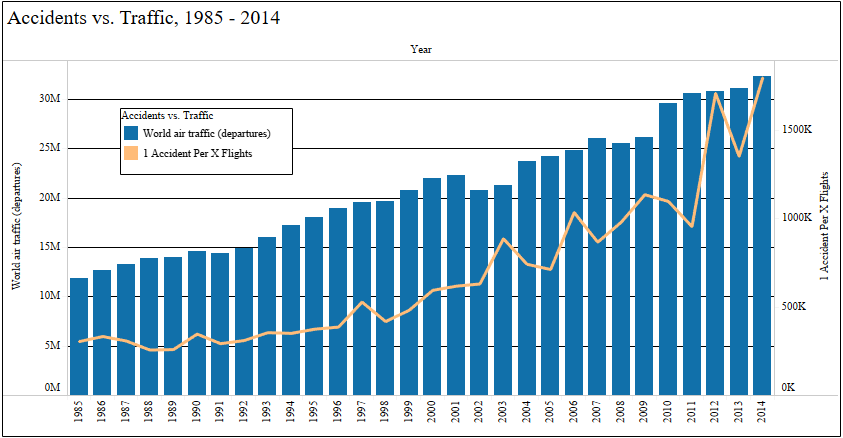 Accidents vs. Traffic, 1985 - 2014
Year
30M
25M
20M
15M
10M
5M
0M
World air traffic (departures)
Accidents vs. Traffic
World air traffic (departures)
1 Accident Per X Flights
1500K
1000K
500K
0K
1 Accident Per X Flights
1985 1986 1987 1988 1989 1990 1991 1992 1993 1994 1995 1996 1997 1998 1999 2000 2001 2002 2003 2004 2005 2006 2007 2008 2009 2010 2011 2012 2013 2014